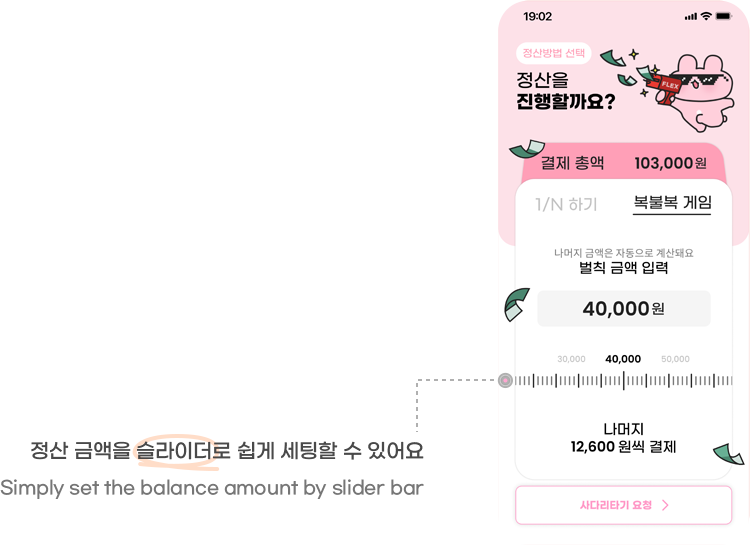 19:02
정산방법 선택
정산을
진행할까요?
FLEX
결제 총액 103,000원
1/N 하기 복불복 게임
나머지 금액은 자동으로 계산돼요
벌칙 금액 입력
40,000원
30,000 40,000 50,000
나머지
12,600 원씩 결제
사다리타기 요청
정산 금액을 슬라이더로 쉽게 세팅할 수 있어요
Simply set the balance amount by slider bar